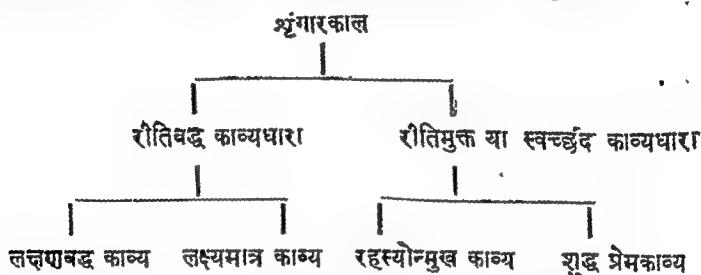 शृंगारकाल
रीतिबद्ध काव्यधारा रीतिमुक्त या स्वच्छंद काव्यधारा
लक्षणबद्ध काव्य लक्ष्यमात्र काव्य रहस्योन्मुख काव्य शुद्ध प्रेमकाव्य